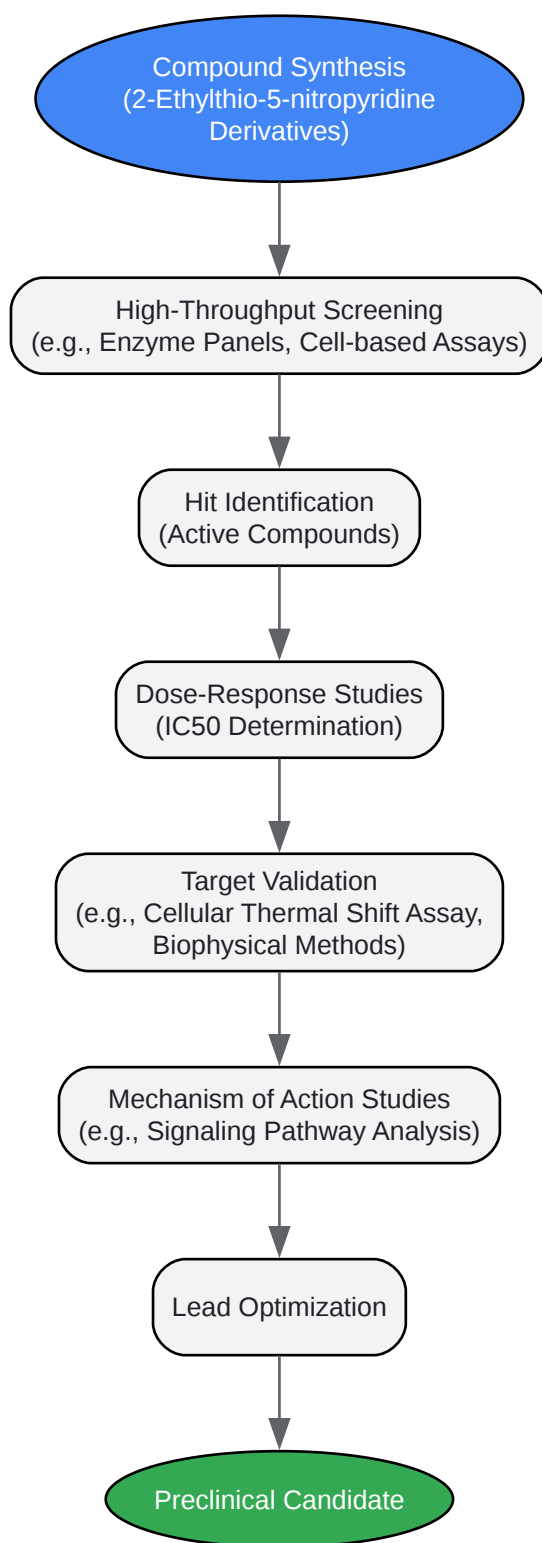 Compound Synthesis
(2-Ethylthio-5-nitropyridine
Derivatives)
High-Throughput Screening
(e.g., Enzyme Panels, Cell-based Assays)
Hit Identification
(Active Compounds)
Dose-Response Studies
(IC50 Determination)
Target Validation
(e.g., Cellular Thermal Shift Assay,
Biophysical Methods)
Mechanism of Action Studies
(e.g., Signaling Pathway Analysis)
Lead Optimization
Preclinical Candidate